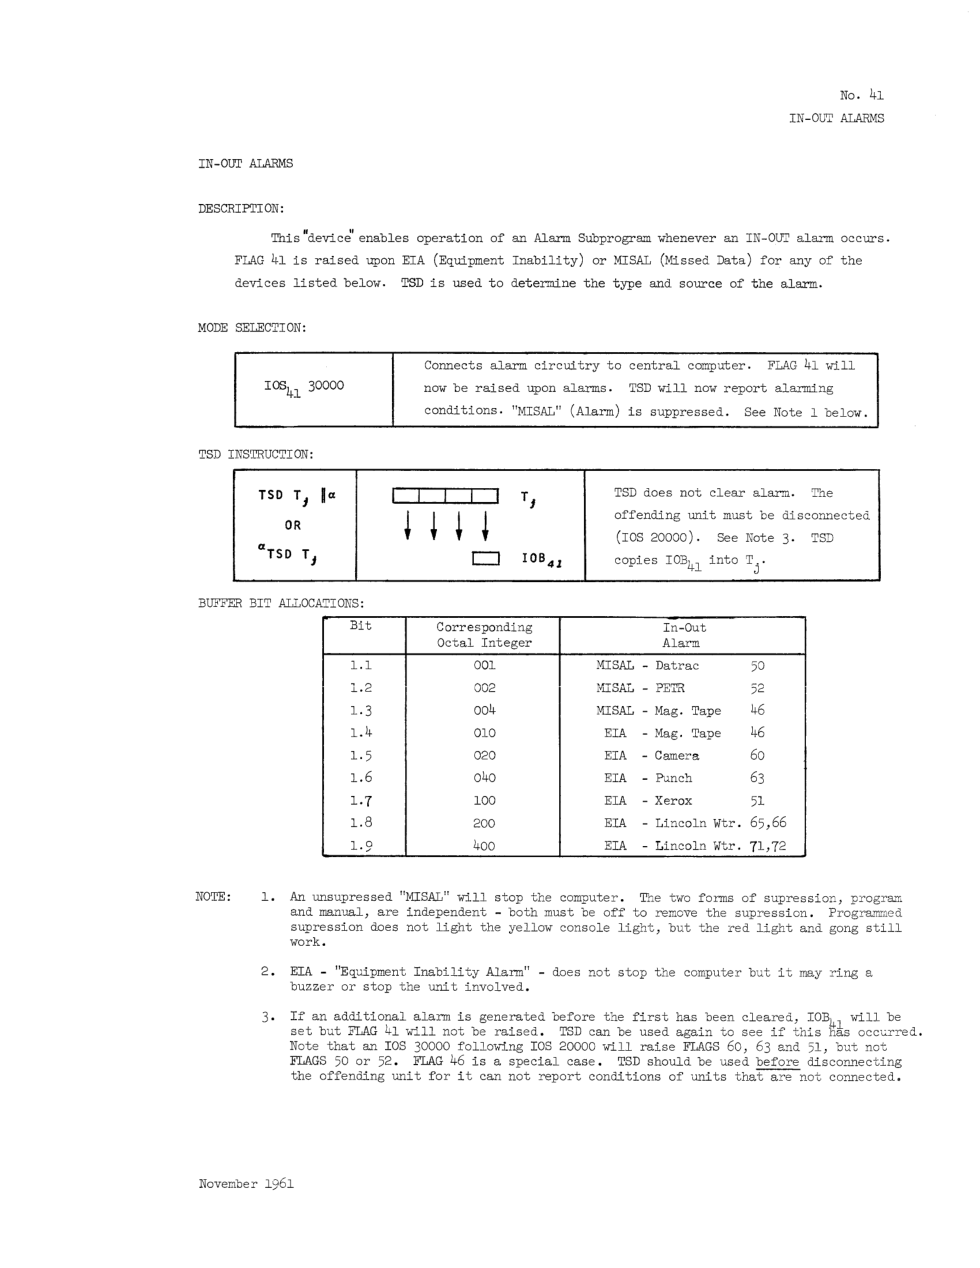 No. 41
IN-OUT ALARMS
IN-OUT ALARMS
DESCRIPTION:
This "device" enables operation of an Alarm Subprogram whenever an IN-OUT alarm occurs.
FLAG 41 is raised upon EIA (Equipment Inability) or MISAL (Missed Data) for any of the
devices listed below. TSD is used to determine the type and source of the alarm.
MODE SELECTION:
IOS41 30000
Connects alarm circuitry to central computer. FLAG 41 will
now be raised upon alarms. TSD will now report alarming
conditions. "MISAL" (Alarm) is suppressed. See Note 1 below.
TSD INSTRUCTION:
TSD Tj ‖α
OR
αTSD Tj
Tj
IOB41
TSD does not clear alarm. The
offending unit must be disconnected
(IOS 20000). See Note 3. TSD
copies IOB41 into Tj.
BUFFER BIT ALLOCATIONS:
Bit Corresponding Octal Integer In-Out Alarm
1.1 001 MISAL - Datrac 50
1.2 002 MISAL - PETR 52
1.3 004 MISAL - Mag. Tape 46
1.4 010 EIA - Mag. Tape 46
1.5 020 EIA - Camera 60
1.6 040 EIA - Punch 63
1.7 100 EIA - Xerox 51
1.8 200 EIA - Lincoln Wtr. 65,66
1.9 400 EIA - Lincoln Wtr. 71,72
NOTE: 1. An unsupressed "MISAL" will stop the computer. The two forms of supression, program
and manual, are independent - both must be off to remove the supression. Programmed
supression does not light the yellow console light, but the red light and gong still
work.
2. EIA - "Equipment Inability Alarm" - does not stop the computer but it may ring a
buzzer or stop the unit involved.
3. If an additional alarm is generated before the first has been cleared, IOB41 will be
set but FLAG 41 will not be raised. TSD can be used again to see if this has occurred.
Note that an IOS 30000 following IOS 20000 will raise FLAGS 60, 63 and 51, but not
FLAGS 50 or 52. FLAG 46 is a special case. TSD should be used before disconnecting
the offending unit for it can not report conditions of units that are not connected.
November 1961